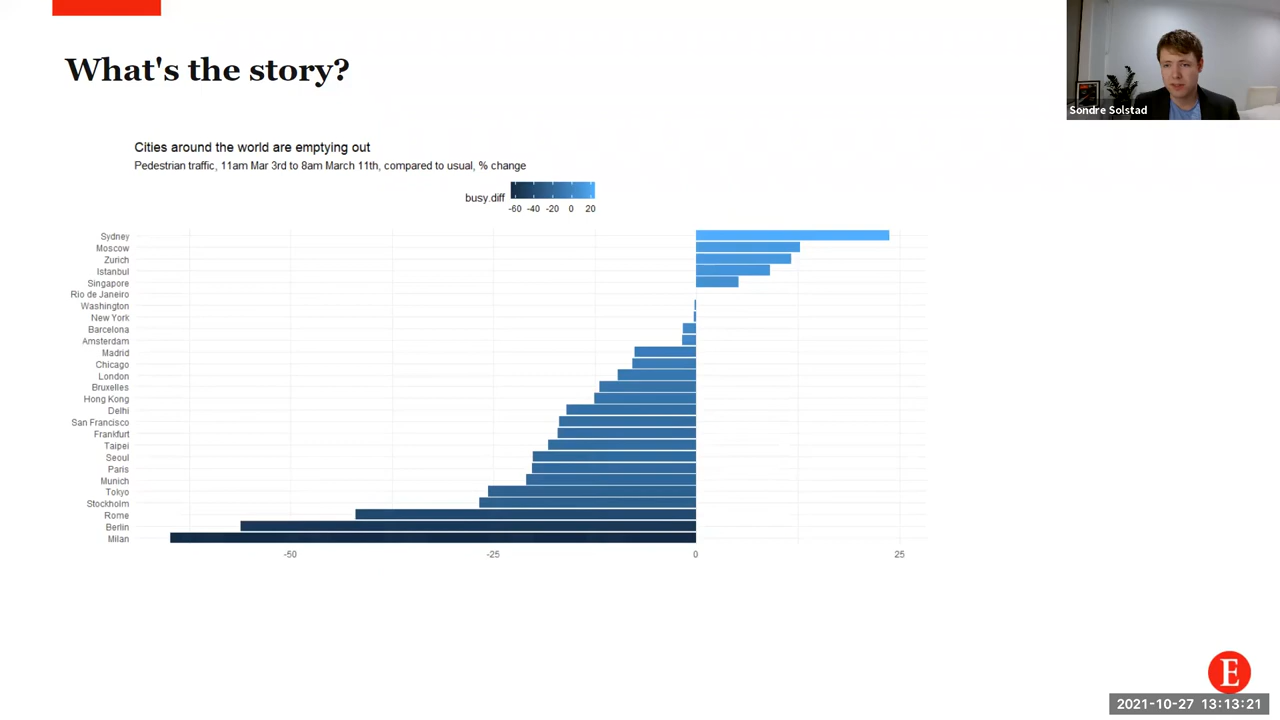 What's the story?
Sondre Solstad
Cities around the world are emptying out
Pedestrian traffic, 11am Mar 3rd to 8am March 11th, compared to usual, % change
busy.diff
-60 -40 -20 0 20
Sydney
Moscow
Zurich
Istanbul
Singapore
Rio de Janeiro
Washington
New York
Barcelona
Amsterdam
Madrid
Chicago
London
Bruxelles
Hong Kong
Delhi
San Francisco
Frankfurt
Taipei
Seoul
Paris
Munich
Tokyo
Stockholm
Rome
Berlin
Milan
-50 -25 0 25
E
2021-10-27 13:13:21